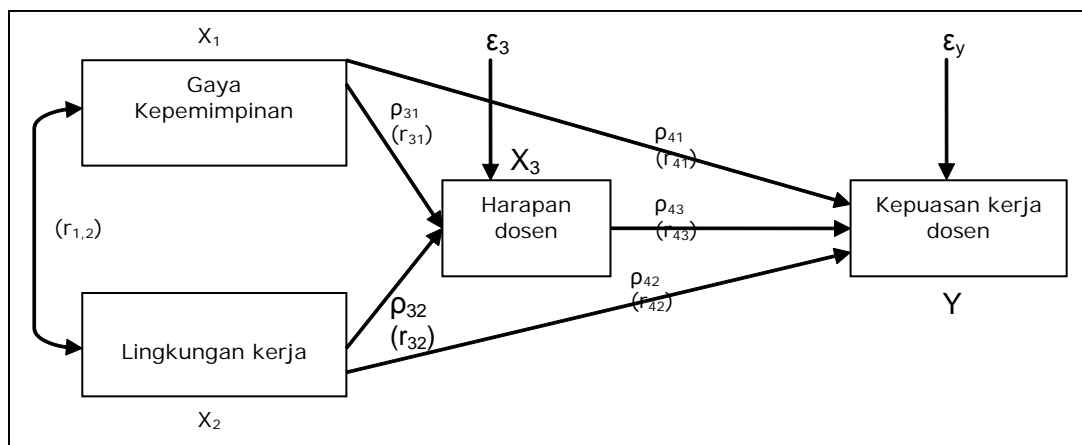 X₁
Gaya
Kepemimpinan
ε₃
εy
ρ₃₁
(r₃₁)
ρ₄₁
(r₄₁)
X₃
Harapan
dosen
ρ₄₃
(r₄₃)
Kepuasan kerja
dosen
(r₁,₂)
ρ₄₂
(r₄₂)
ρ₃₂
(r₃₂)
Y
Lingkungan kerja
X₂